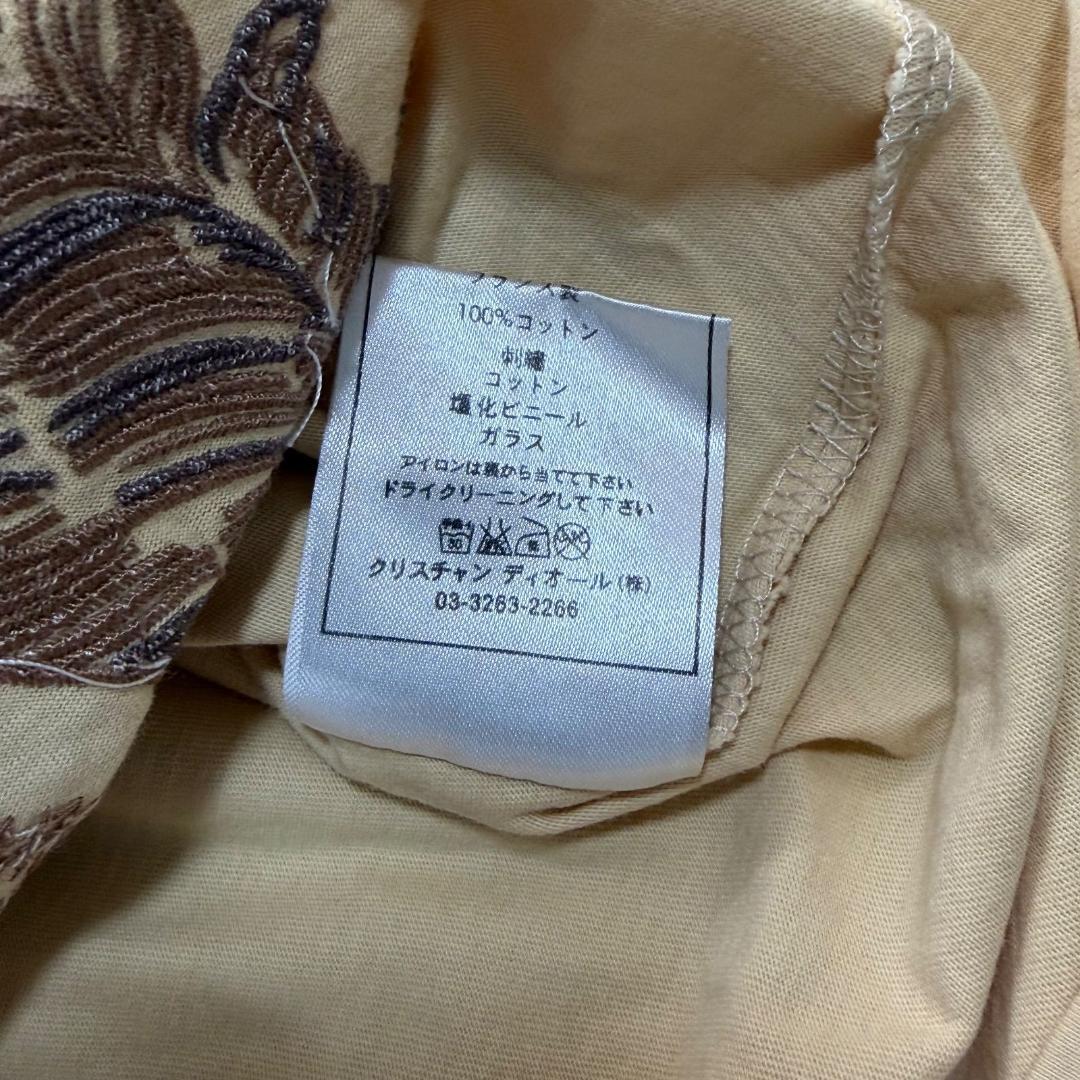 フランス製
100%コットン
刺繍
コットン
塩化ビニール
ガラス
アイロンは裏から当てて下さい
ドライクリーニングして下さい
クリスチャン ディオール(株)
03-3263-2266